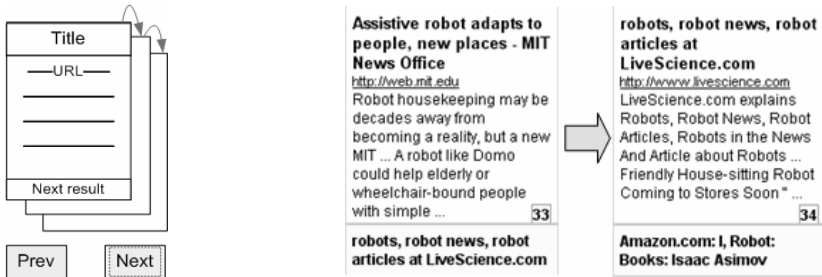 Title
URL
Next result
Prev
Next
Assistive robot adapts to
people, new places - MIT
News Office
http://web.mit.edu
Robot housekeeping may be
decades away from
becoming a reality, but a new
MIT ... A robot like Domo
could help elderly or
wheelchair-bound people
with simple ...
33
robots, robot news, robot
articles at LiveScience.com
robots, robot news, robot
articles at
LiveScience.com
http://www.livescience.com
LiveScience.com explains
Robots, Robot News, Robot
Articles, Robots in the News
And Article about Robots ...
Friendly House-sitting Robot
Coming to Stores Soon " ...
34
Amazon.com: I, Robot:
Books: Isaac Asimov